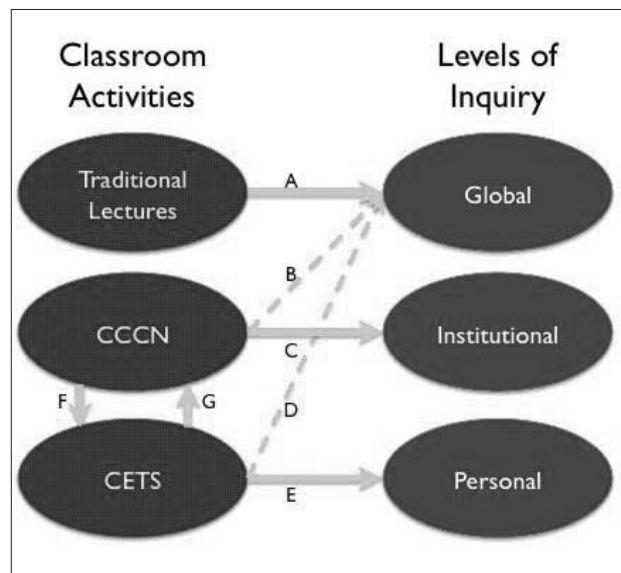 Classroom
Activities
Levels of
Inquiry
Traditional
Lectures
A
Global
B
CCCN
C
Institutional
F
G
D
CETS
E
Personal